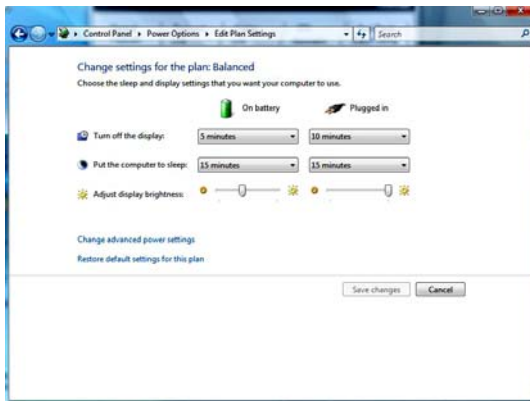 Control Panel ▸ Power Options ▸ Edit Plan Settings
Search
Change settings for the plan: Balanced
Choose the sleep and display settings that you want your computer to use.
On battery Plugged in
Turn off the display: 5 minutes 10 minutes
Put the computer to sleep: 15 minutes 15 minutes
Adjust display brightness:
Change advanced power settings
Restore default settings for this plan
Save changes Cancel